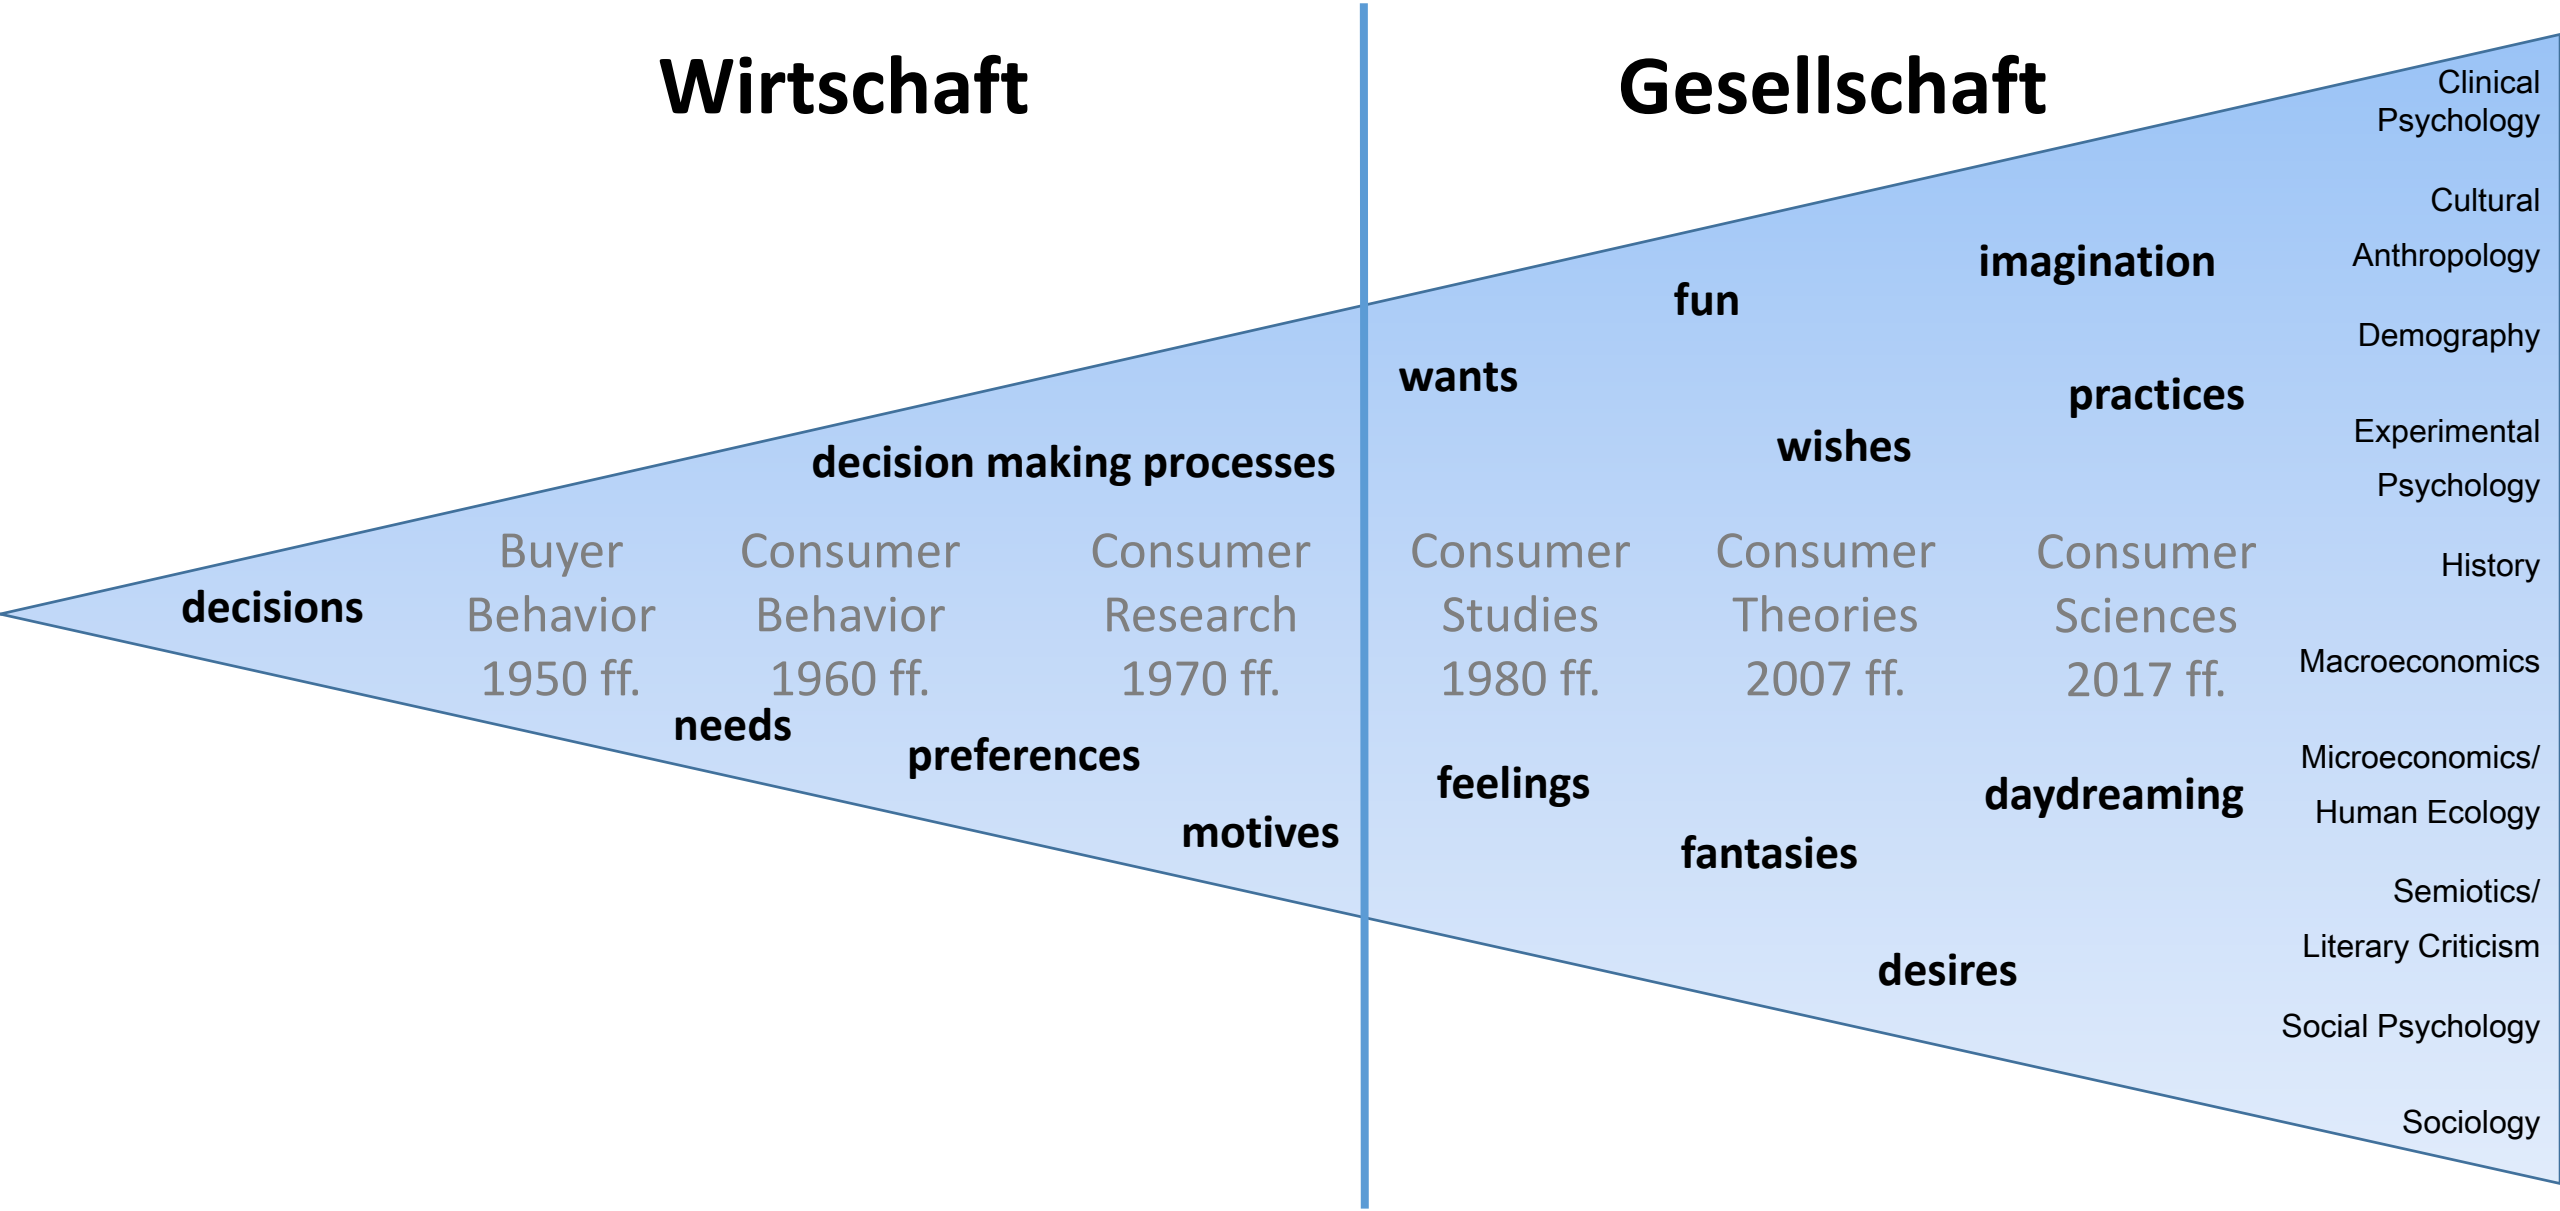 Wirtschaft
Gesellschaft
Clinical
Psychology
Cultural
Anthropology
Demography
Experimental
Psychology
History
Macroeconomics
Microeconomics/
Human Ecology
Semiotics/
Literary Criticism
Social Psychology
Sociology
imagination
fun
wants
practices
wishes
decision making processes
decisions
Buyer
Behavior
1950 ff.
Consumer
Behavior
1960 ff.
Consumer
Research
1970 ff.
Consumer
Studies
1980 ff.
Consumer
Theories
2007 ff.
Consumer
Sciences
2017 ff.
needs
preferences
motives
feelings
daydreaming
fantasies
desires